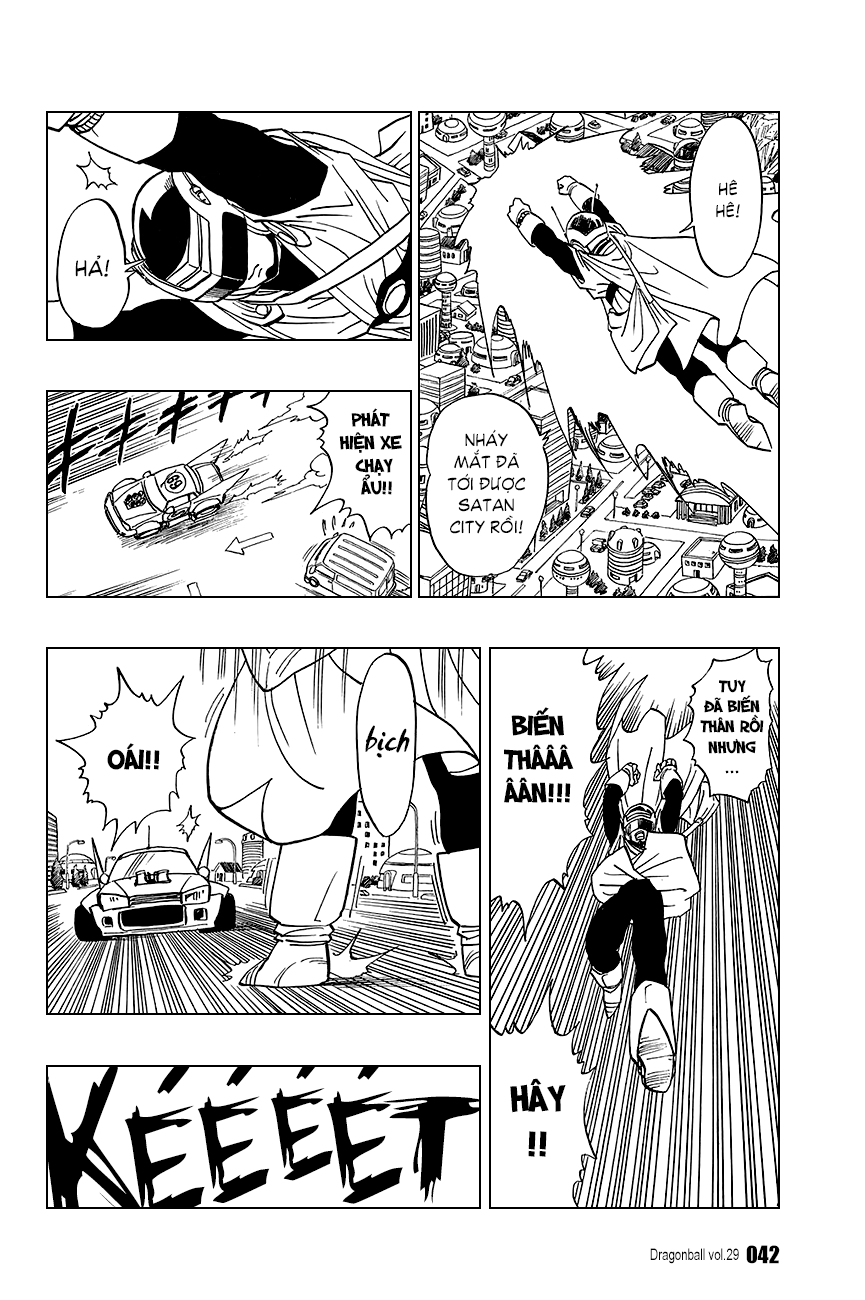 HÊ
HÊ!
NHÁY
MẮT ĐÃ
TỚI ĐƯỢC
SATAN
CITY RỒI!
HẢ!
PHÁT
HIỆN XE
CHẠY
ẨU!!
TUY
ĐÃ BIẾN
THÂN RỒI
NHƯNG
...
BIẾN
THÂÂÂ
ÂÂN!!!
HÂY
!!
bịch
OÁI!!
KÉÉÉÉT
Dragonball vol.29 042